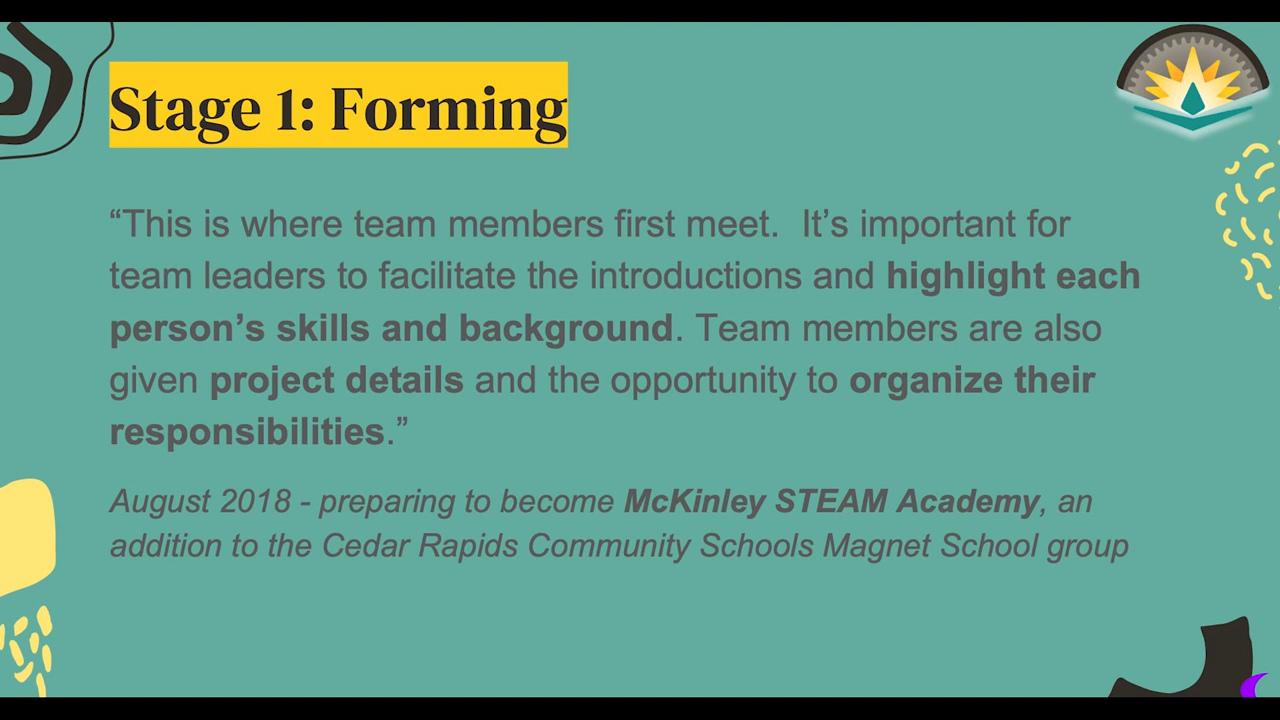 Stage 1: Forming
“This is where team members first meet.  It’s important for
team leaders to facilitate the introductions and highlight each
person’s skills and background. Team members are also
given project details and the opportunity to organize their
responsibilities.”
August 2018 - preparing to become McKinley STEAM Academy, an
addition to the Cedar Rapids Community Schools Magnet School group